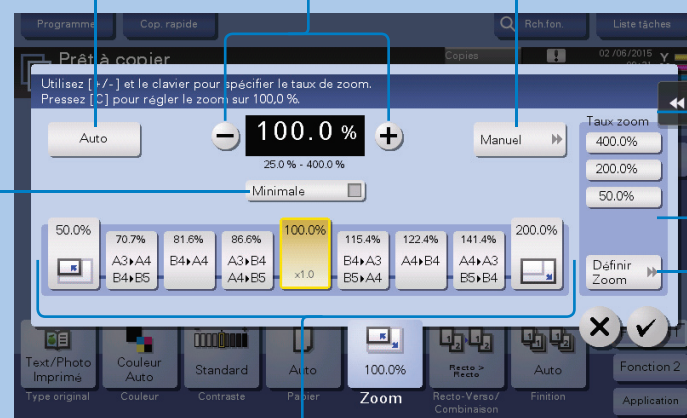 Programme
Cop. rapide
Rch.fon.
Liste tâches
Prêt à copier
Copies
02 /06/2015
Y
Utilisez [+/-] et le clavier pour spécifier le taux de zoom.
Pressez [C] pour régler le zoom sur 100,0 %.
Auto
100.0 %
Manuel
25.0 % - 400.0 %
Minimale
Taux zoom
400.0%
200.0%
50.0%
Définir
Zoom
50.0%
70.7%
A3▸A4
B4▸B5
81.6%
B4▸A4
86.6%
A3▸B4
A4▸B5
100.0%
x1.0
115.4%
B4▸A3
B5▸A4
122.4%
A4▸B4
141.4%
A4▸A3
B5▸B4
200.0%
Text/Photo
Imprimé
Couleur
Auto
Standard
Auto
100.0%
Recto >
Recto
Auto
Fonction 2
Type original
Couleur
Contraste
Papier
Zoom
Recto-Verso/
Combinaison
Finition
Application